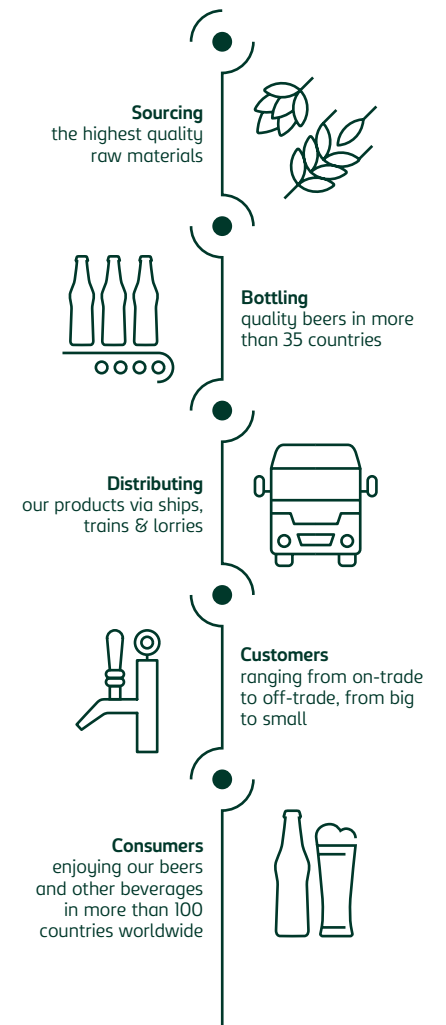 Sourcing
the highest quality
raw materials
Bottling
quality beers in more
than 35 countries
Distributing
our products via ships,
trains & lorries
Customers
ranging from on-trade
to off-trade, from big
to small
Consumers
enjoying our beers
and other beverages
in more than 100
countries worldwide